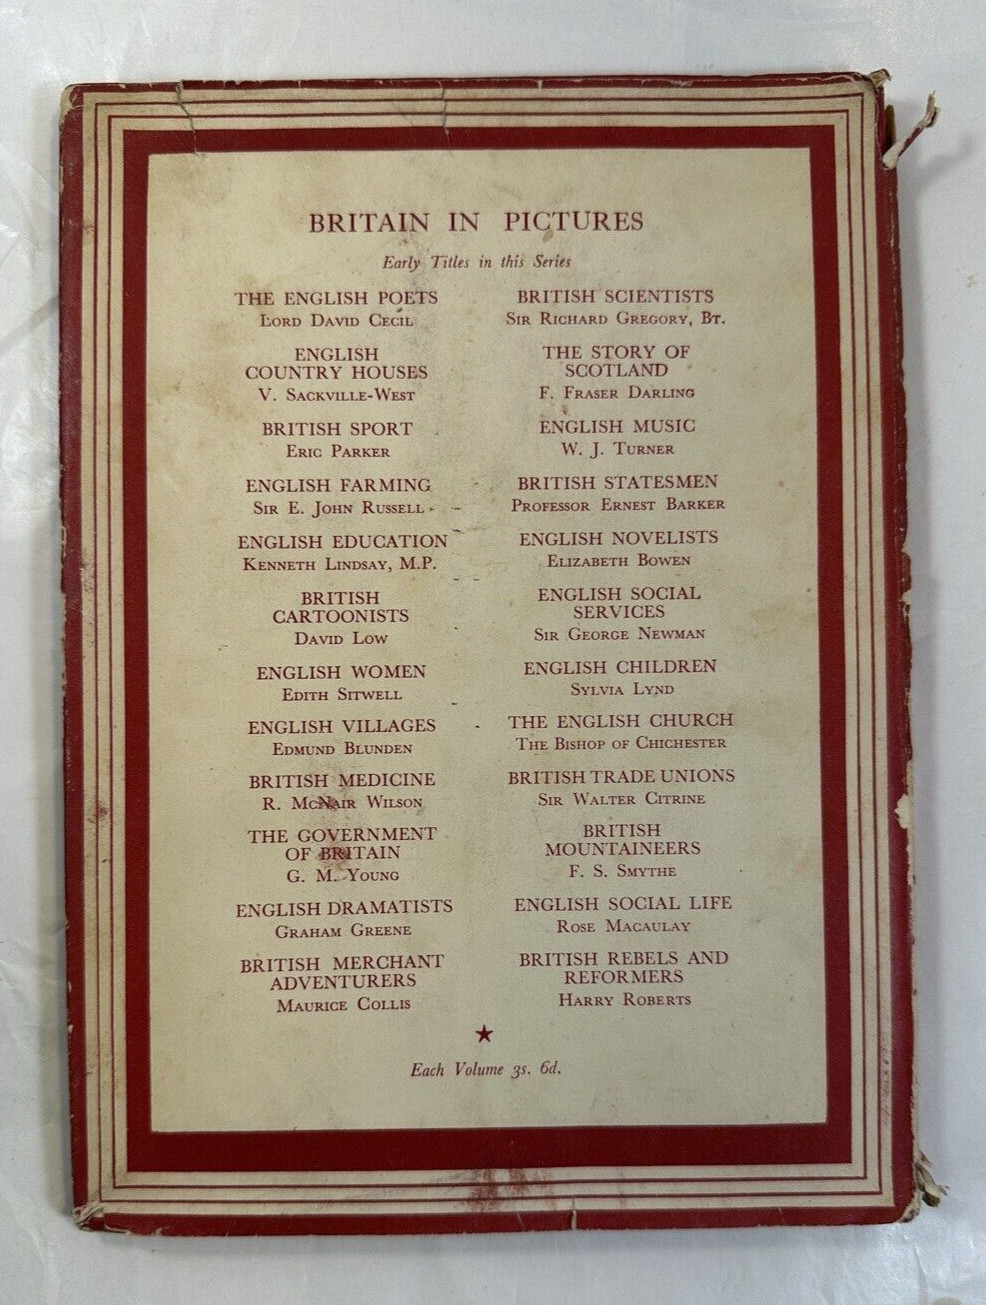 BRITAIN IN PICTURES
Early Titles in this Series
THE ENGLISH POETS
LORD DAVID CECIL
ENGLISH
COUNTRY HOUSES
V. SACKVILLE-WEST
BRITISH SPORT
ERIC PARKER
ENGLISH FARMING
SIR E. JOHN RUSSELL
ENGLISH EDUCATION
KENNETH LINDSAY, M.P.
BRITISH
CARTOONISTS
DAVID LOW
ENGLISH WOMEN
EDITH SITWELL
ENGLISH VILLAGES
EDMUND BLUNDEN
BRITISH MEDICINE
R. MCNAIR WILSON
THE GOVERNMENT
OF BRITAIN
G. M. YOUNG
ENGLISH DRAMATISTS
GRAHAM GREENE
BRITISH MERCHANT
ADVENTURERS
MAURICE COLLIS
BRITISH SCIENTISTS
SIR RICHARD GREGORY, BT.
THE STORY OF
SCOTLAND
F. FRASER DARLING
ENGLISH MUSIC
W. J. TURNER
BRITISH STATESMEN
PROFESSOR ERNEST BARKER
ENGLISH NOVELISTS
ELIZABETH BOWEN
ENGLISH SOCIAL
SERVICES
SIR GEORGE NEWMAN
ENGLISH CHILDREN
SYLVIA LYND
THE ENGLISH CHURCH
THE BISHOP OF CHICHESTER
BRITISH TRADE UNIONS
SIR WALTER CITRINE
BRITISH
MOUNTAINEERS
F. S. SMYTHE
ENGLISH SOCIAL LIFE
ROSE MACAULAY
BRITISH REBELS AND
REFORMERS
HARRY ROBERTS
Each Volume 3s. 6d.